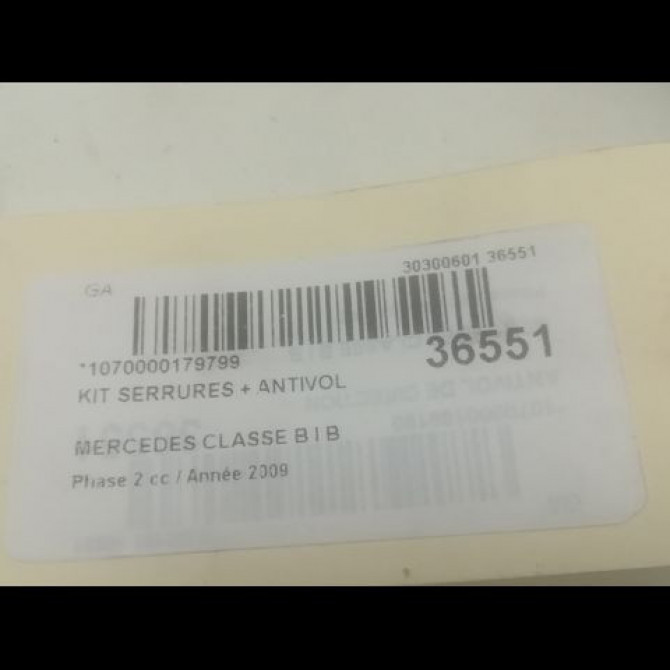 GA
30300601 36551
*1070000179799
36551
KIT SERRURES + ANTIVOL
MERCEDES CLASSE B I B
Phase 2 cc / Année 2009